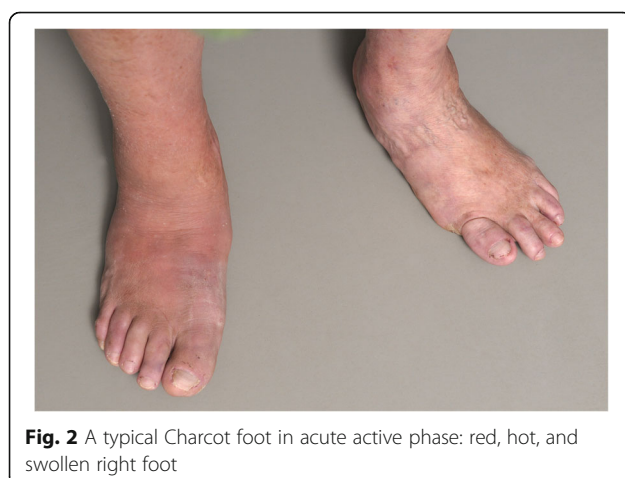 Fig. 2 A typical Charcot foot in acute active phase: red, hot, and
swollen right foot